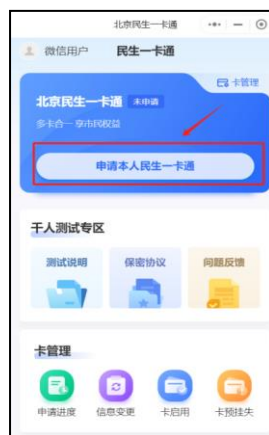 北京民生一卡通
微信用户 民生一卡通
卡管理
北京民生一卡通 未申请
多卡合一 享市民权益
申请本人民生一卡通
千人测试专区
测试说明 保密协议 问题反馈
卡管理
申请进度 信息变更 卡启用 卡预挂失